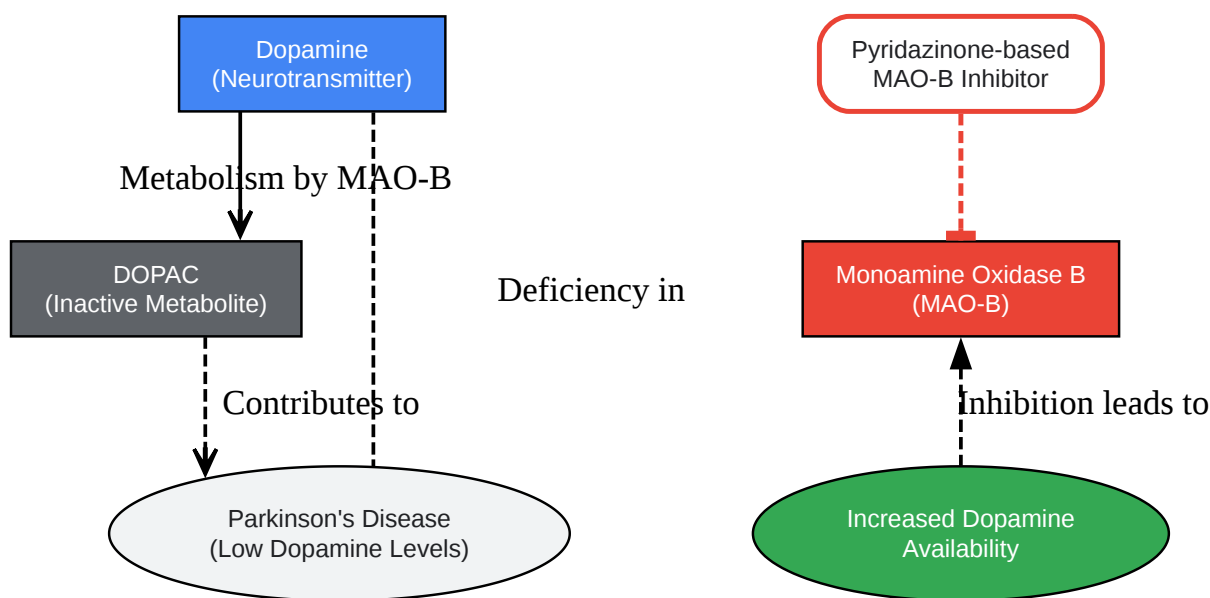 Dopamine
(Neurotransmitter)
Pyridazinone-based
MAO-B Inhibitor
Metabolism by MAO-B
DOPAC
(Inactive Metabolite)
Deficiency in
Monoamine Oxidase B
(MAO-B)
Contributes to
Inhibition leads to
Parkinson's Disease
(Low Dopamine Levels)
Increased Dopamine
Availability